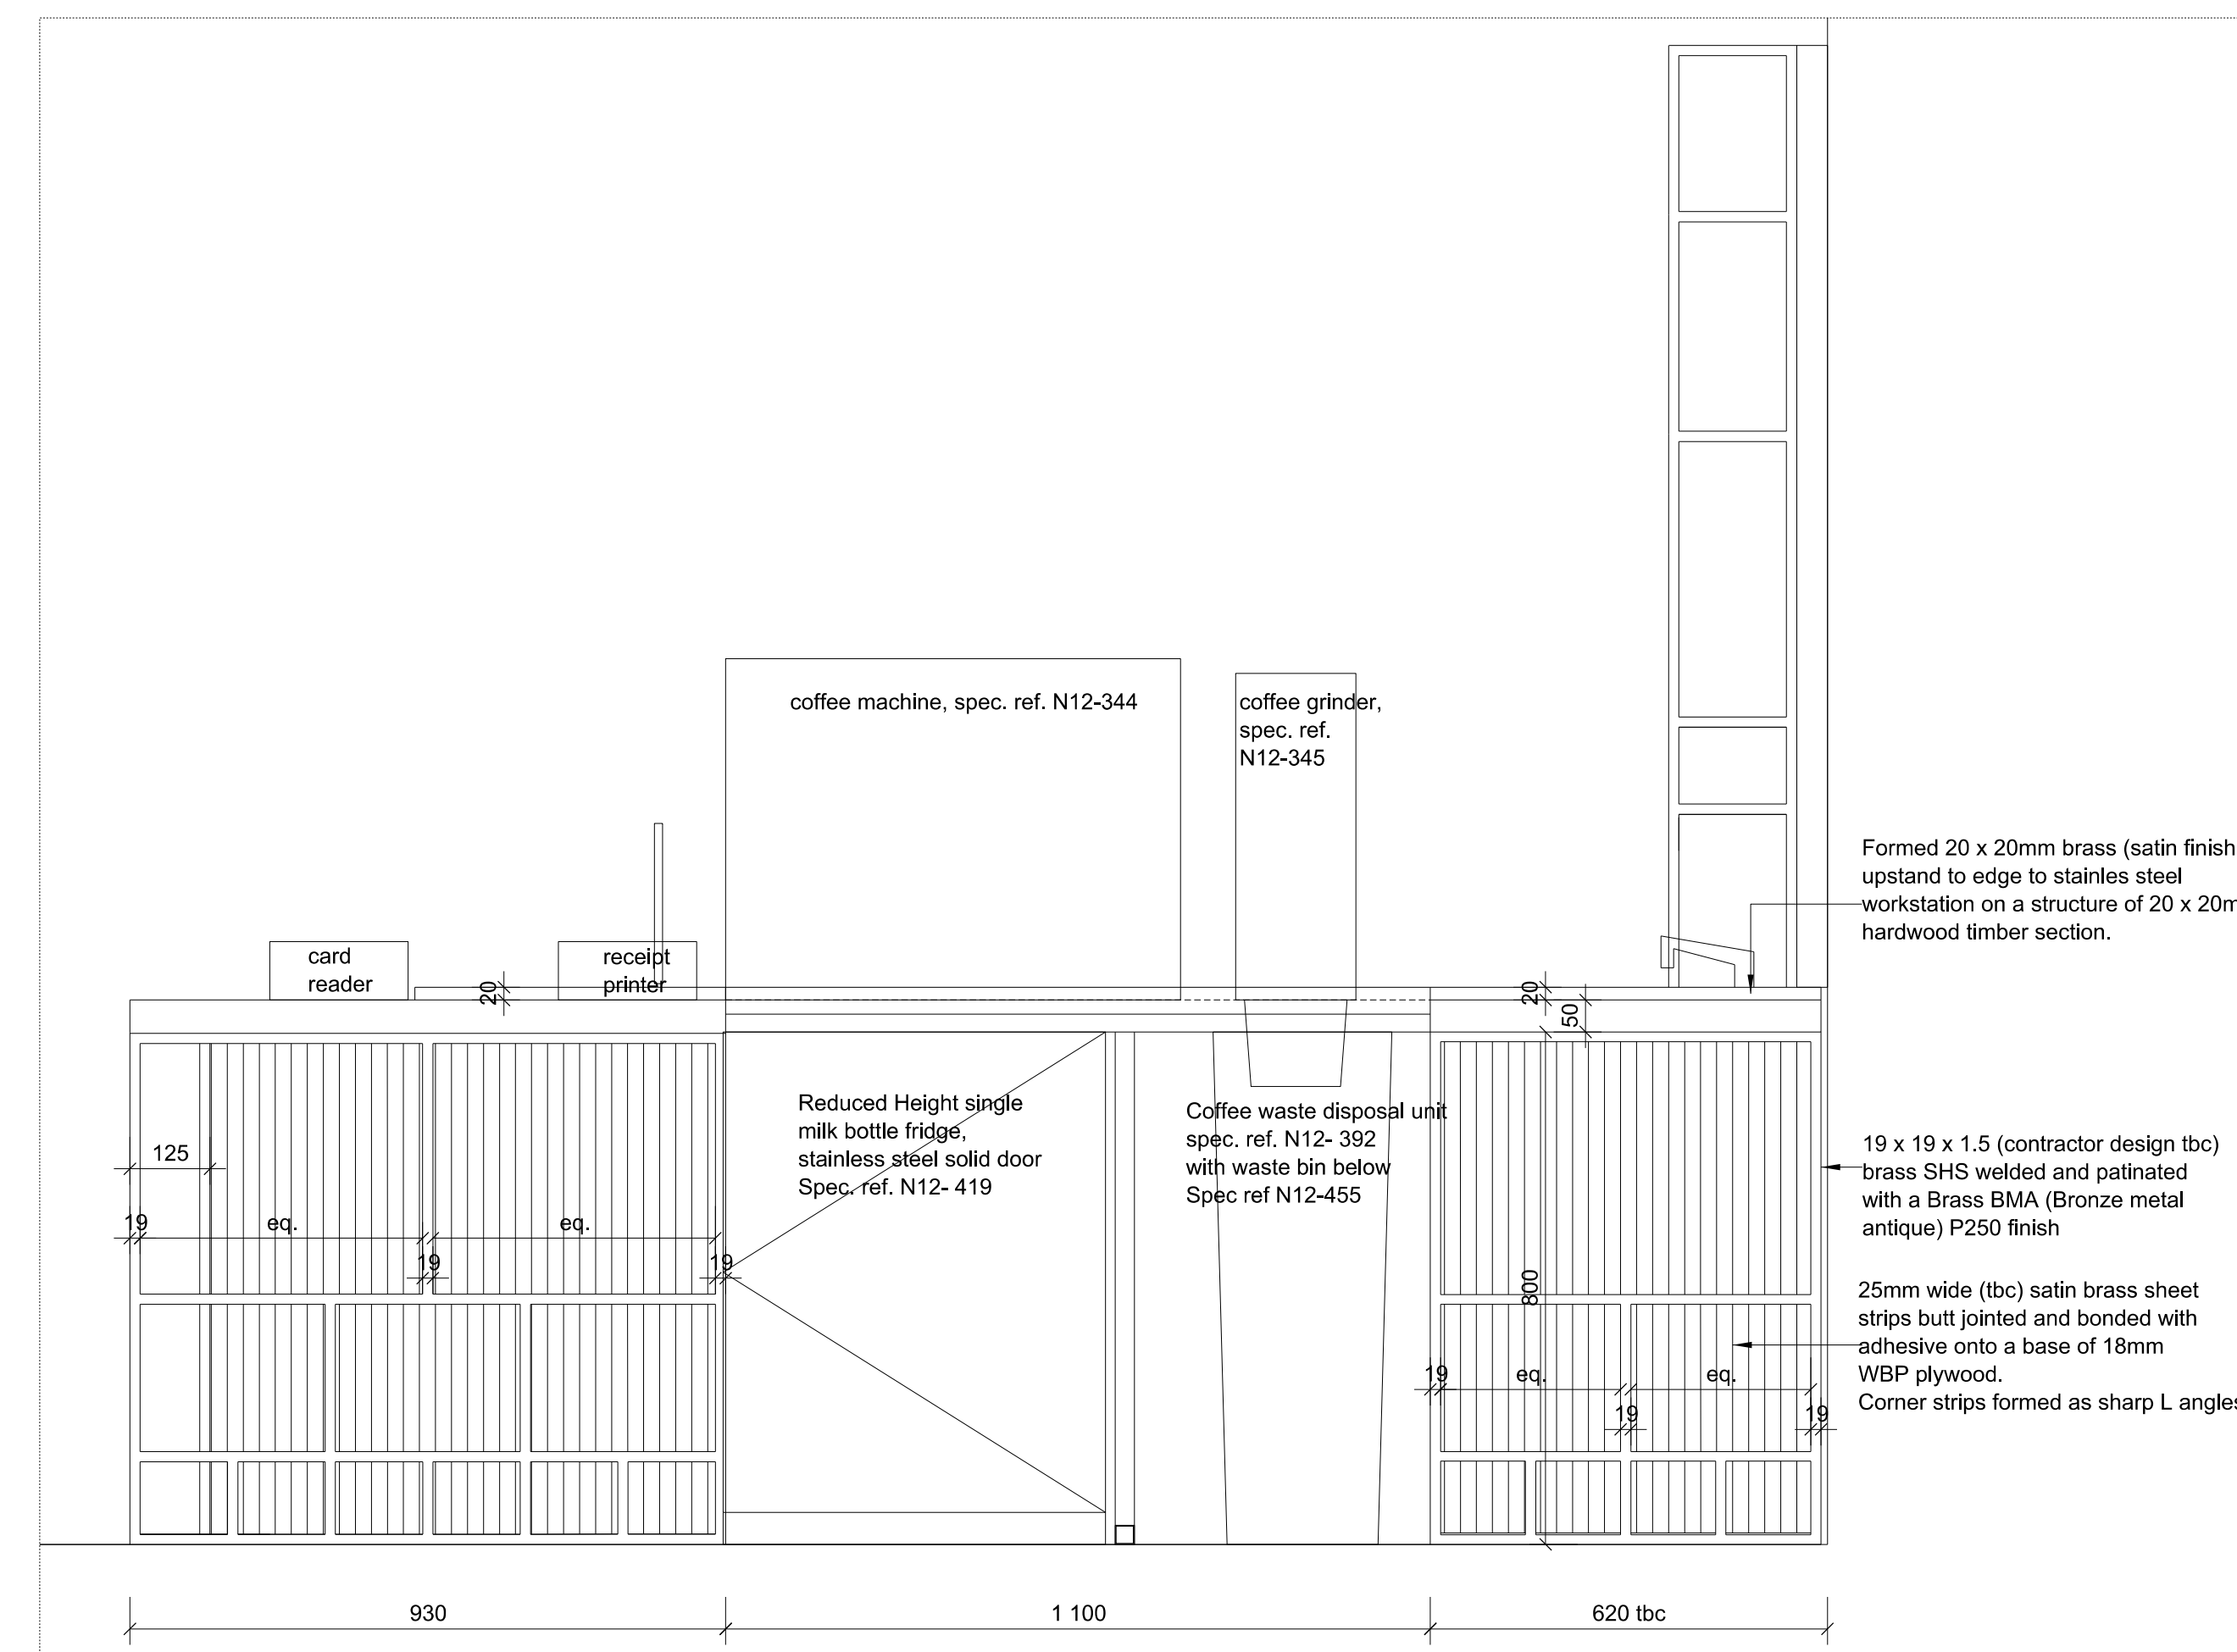 coffee machine, spec. ref. N12-344
coffee grinder,
spec. ref.
N12-345
Formed 20 x 20mm brass (satin finish
upstand to edge to stainles steel
workstation on a structure of 20 x 20m
hardwood timber section.
card
reader
receipt
printer
20
20
50
Reduced Height single
milk bottle fridge,
stainless steel solid door
Spec. ref. N12- 419
Coffee waste disposal unit
spec. ref. N12- 392
with waste bin below
Spec ref N12-455
19 x 19 x 1.5 (contractor design tbc)
brass SHS welded and patinated
with a Brass BMA (Bronze metal
antique) P250 finish
125
19
eq.
19
eq.
19
800
25mm wide (tbc) satin brass sheet
strips butt jointed and bonded with
adhesive onto a base of 18mm
WBP plywood.
Corner strips formed as sharp L angles
19
eq.
19
eq.
19
930
1 100
620 tbc